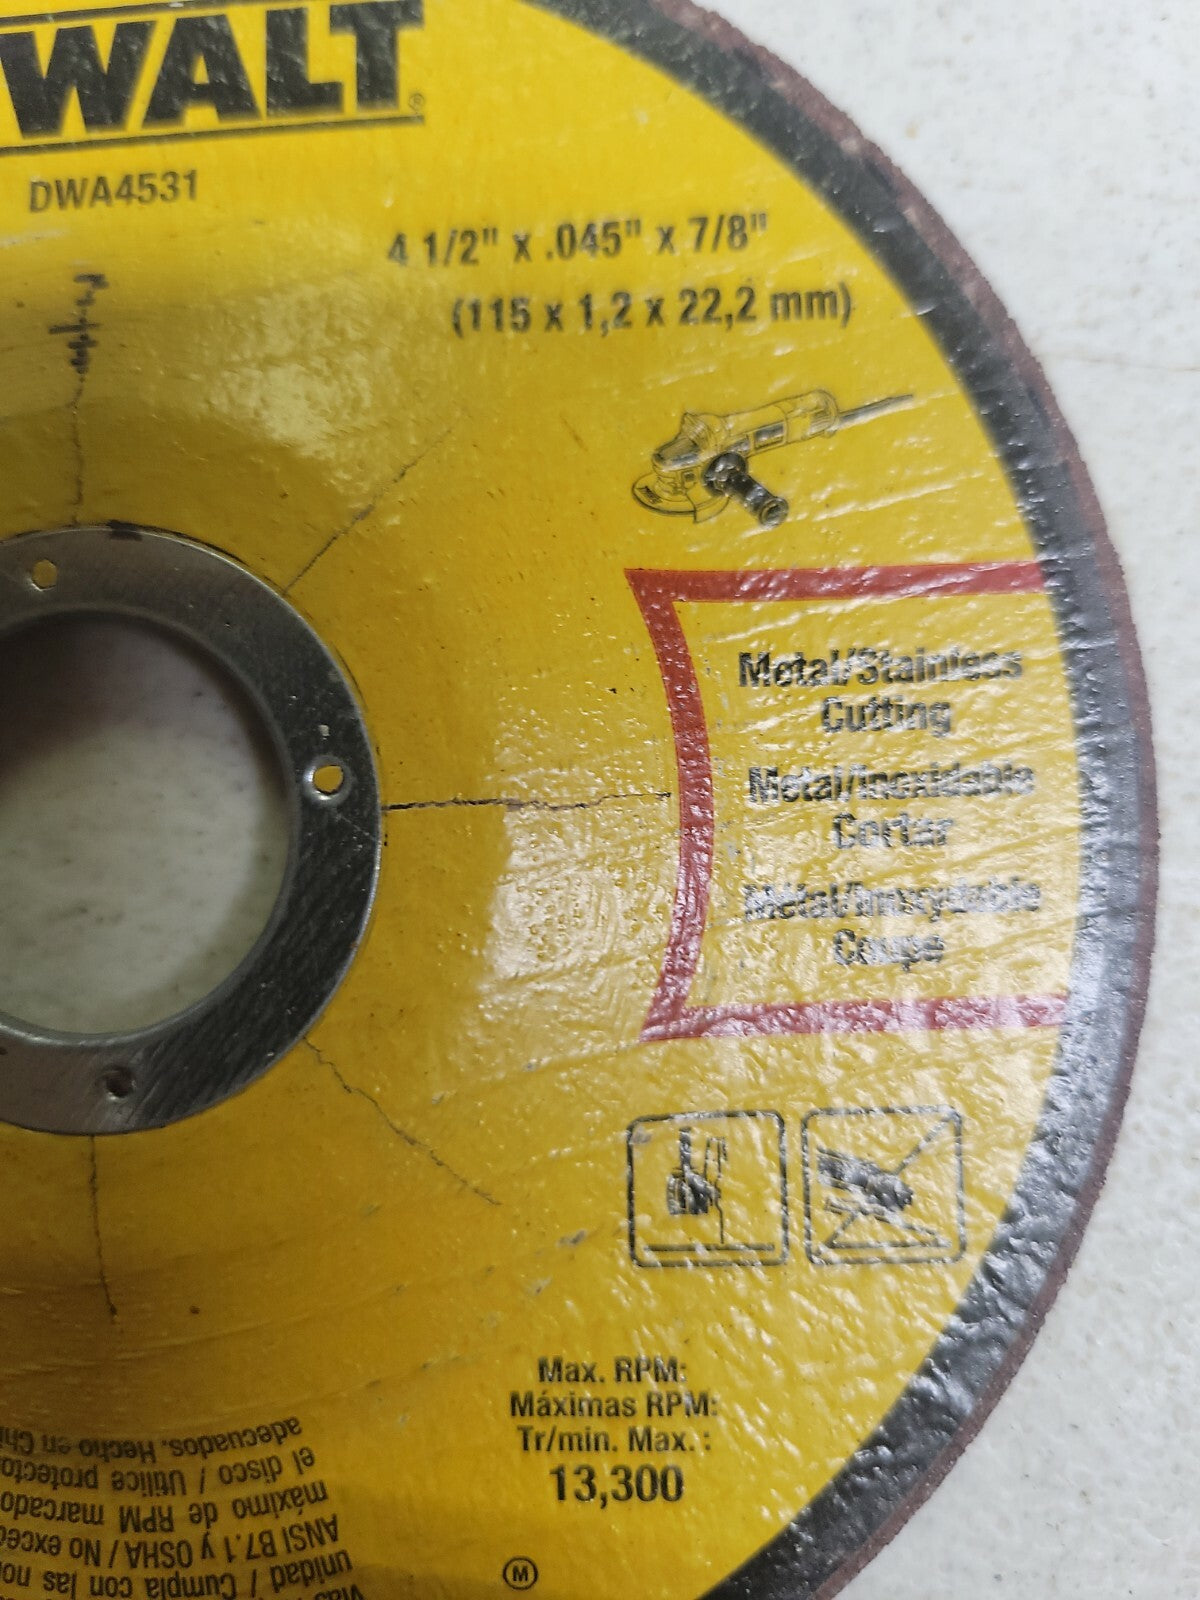 WALT®
DWA4531
4 1/2" x .045" x 7/8"
(115 x 1,2 x 22,2 mm)
Metal/Stainless
Cutting
Metal/Inoxidable
Cortar
Métal/Inoxydable
Coupe
Max. RPM:
Máximas RPM:
Tr/min. Max. :
13,300
M
unidad / Cumpla con las
ANSI B7.1 y OSHA / No
máximo de RPM marcado
el disco / Utilice
adecuados. Hecho en